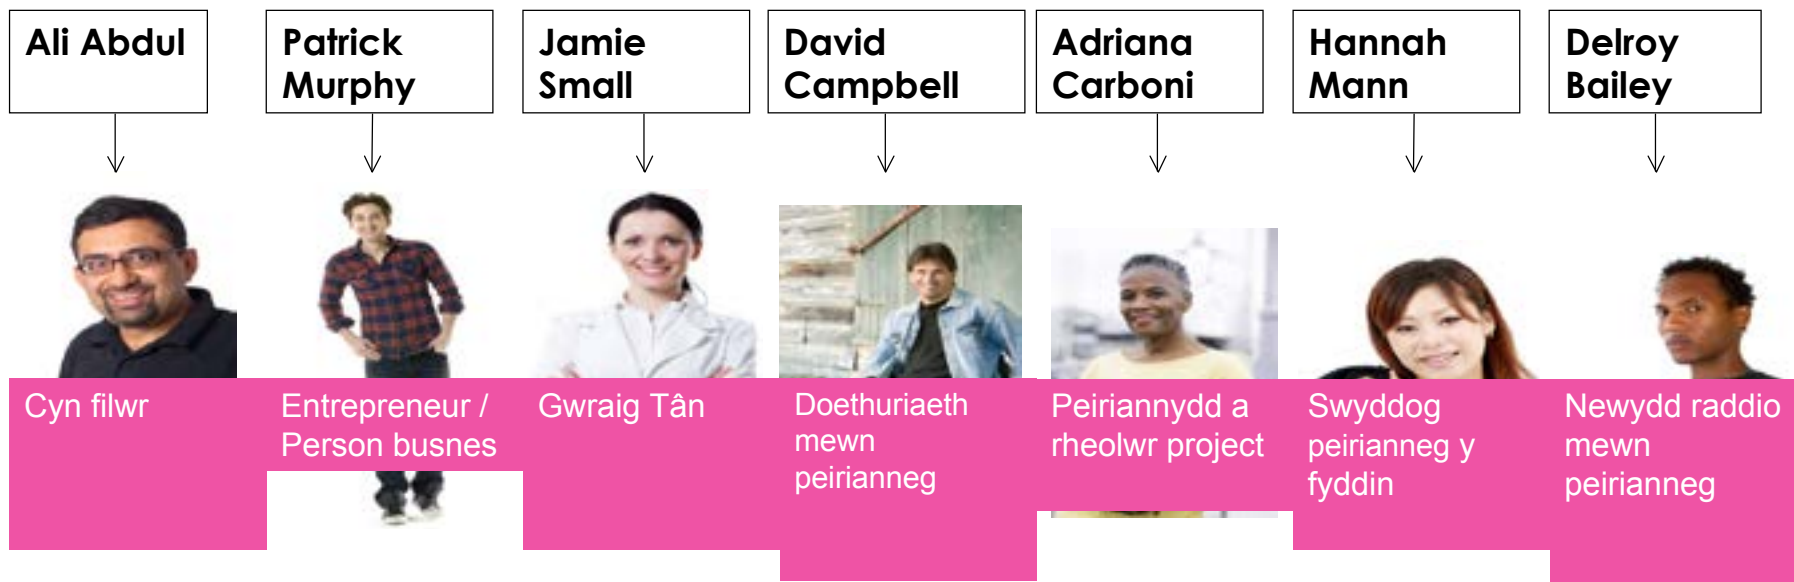 Ali Abdul
Patrick
Murphy
Jamie
Small
David
Campbell
Adriana
Carboni
Hannah
Mann
Delroy
Bailey
Cyn filwr
Entrepreneur /
Person busnes
Gwraig Tân
Doethuriaeth
mewn
peirianneg
Peiriannydd a
rheolwr project
Swyddog
peirianneg y
fyddin
Newydd raddio
mewn
peirianneg